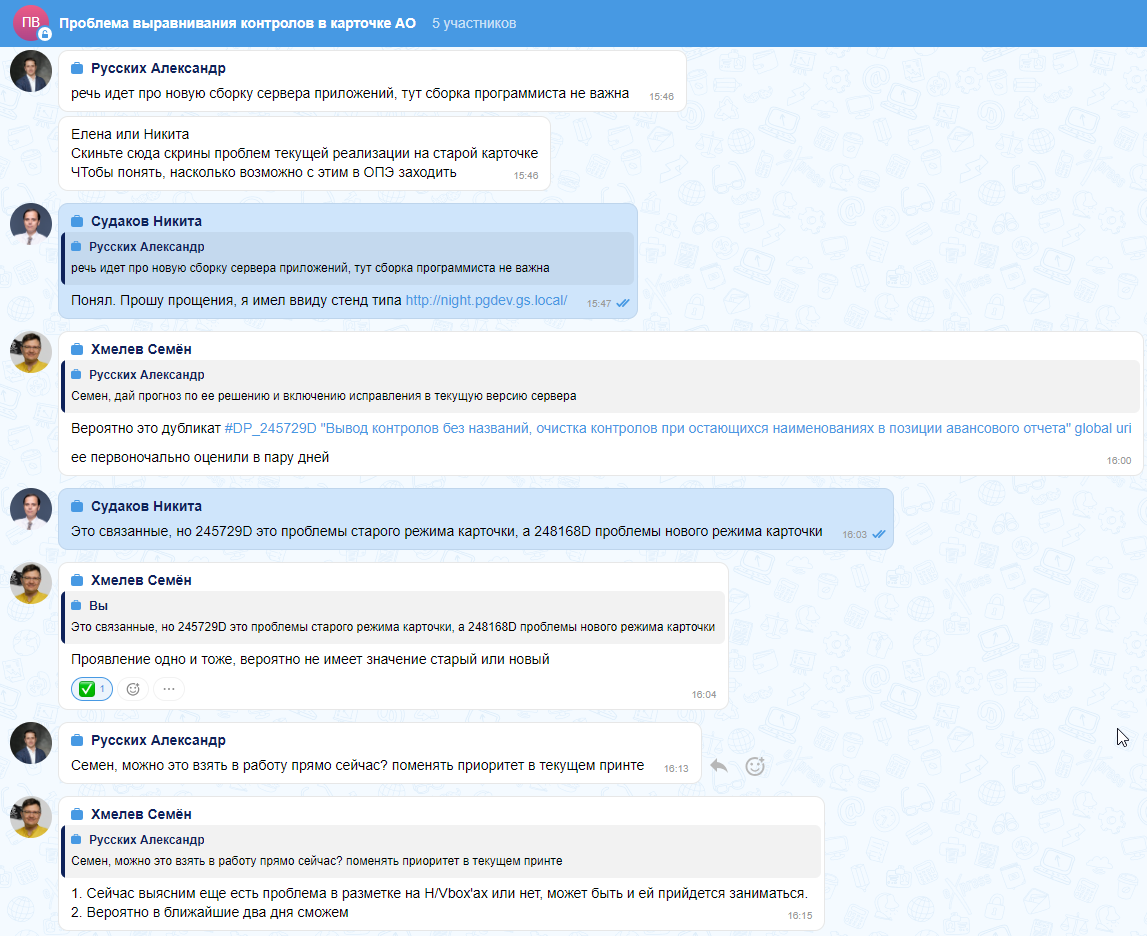 ПВ
Проблема выравнивания контролов в карточке АО 5 участников
Русских Александр
речь идет про новую сборку сервера приложений, тут сборка программиста не важна 15:46
Елена или Никита
Скиньте сюда скрины проблем текущей реализации на старой карточке
ЧТобы понять, насколько возможно с этим в ОПЭ заходить 15:46
Судаков Никита
Русских Александр
речь идет про новую сборку сервера приложений, тут сборка программиста не важна
Понял. Прошу прощения, я имел ввиду стенд типа http://night.pgdev.gs.local/ 15:47
Хмелев Семён
Русских Александр
Семен, дай прогноз по ее решению и включению исправления в текущую версию сервера
Вероятно это дубликат #DP_245729D "Вывод контролов без названий, очистка контролов при остающихся наименованиях в позиции авансового отчета" global uri
ее первоночально оценили в пару дней 16:00
Судаков Никита
Это связанные, но 245729D это проблемы старого режима карточки, а 248168D проблемы нового режима карточки 16:03
Хмелев Семён
Вы
Это связанные, но 245729D это проблемы старого режима карточки, а 248168D проблемы нового режима карточки
Проявление одно и тоже, вероятно не имеет значение старый или новый
1 ... 16:04
Русских Александр
Семен, можно это взять в работу прямо сейчас? поменять приоритет в текущем принте 16:13
Хмелев Семён
Русских Александр
Семен, можно это взять в работу прямо сейчас? поменять приоритет в текущем принте
1. Сейчас выясним еще есть проблема в разметке на H/Vbox'ах или нет, может быть и ей прийдется заниматься.
2. Вероятно в ближайшие два дня сможем 16:15